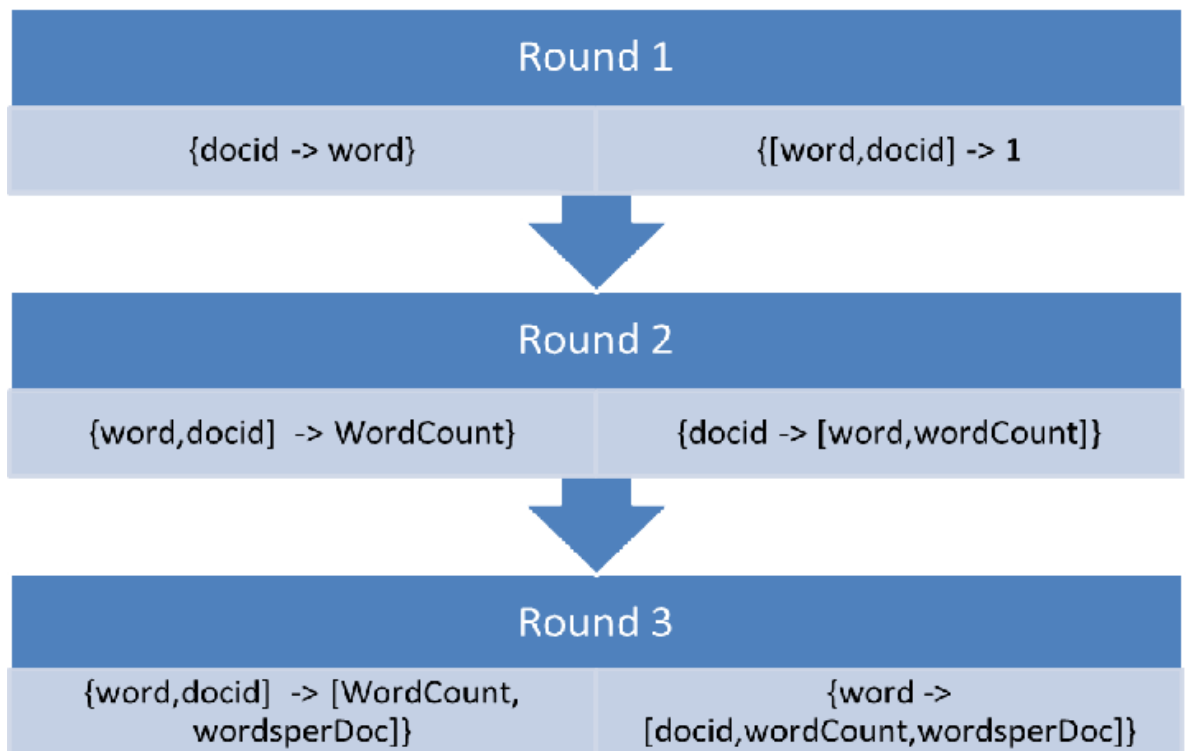 Round 1
{docid -> word}
{[word,docid] -> 1
Round 2
{word,docid]  -> WordCount}
{docid -> [word,wordCount]}
Round 3
{word,docid]  -> [WordCount,
wordsperDoc]}
{word ->
[docid,wordCount,wordsperDoc]}